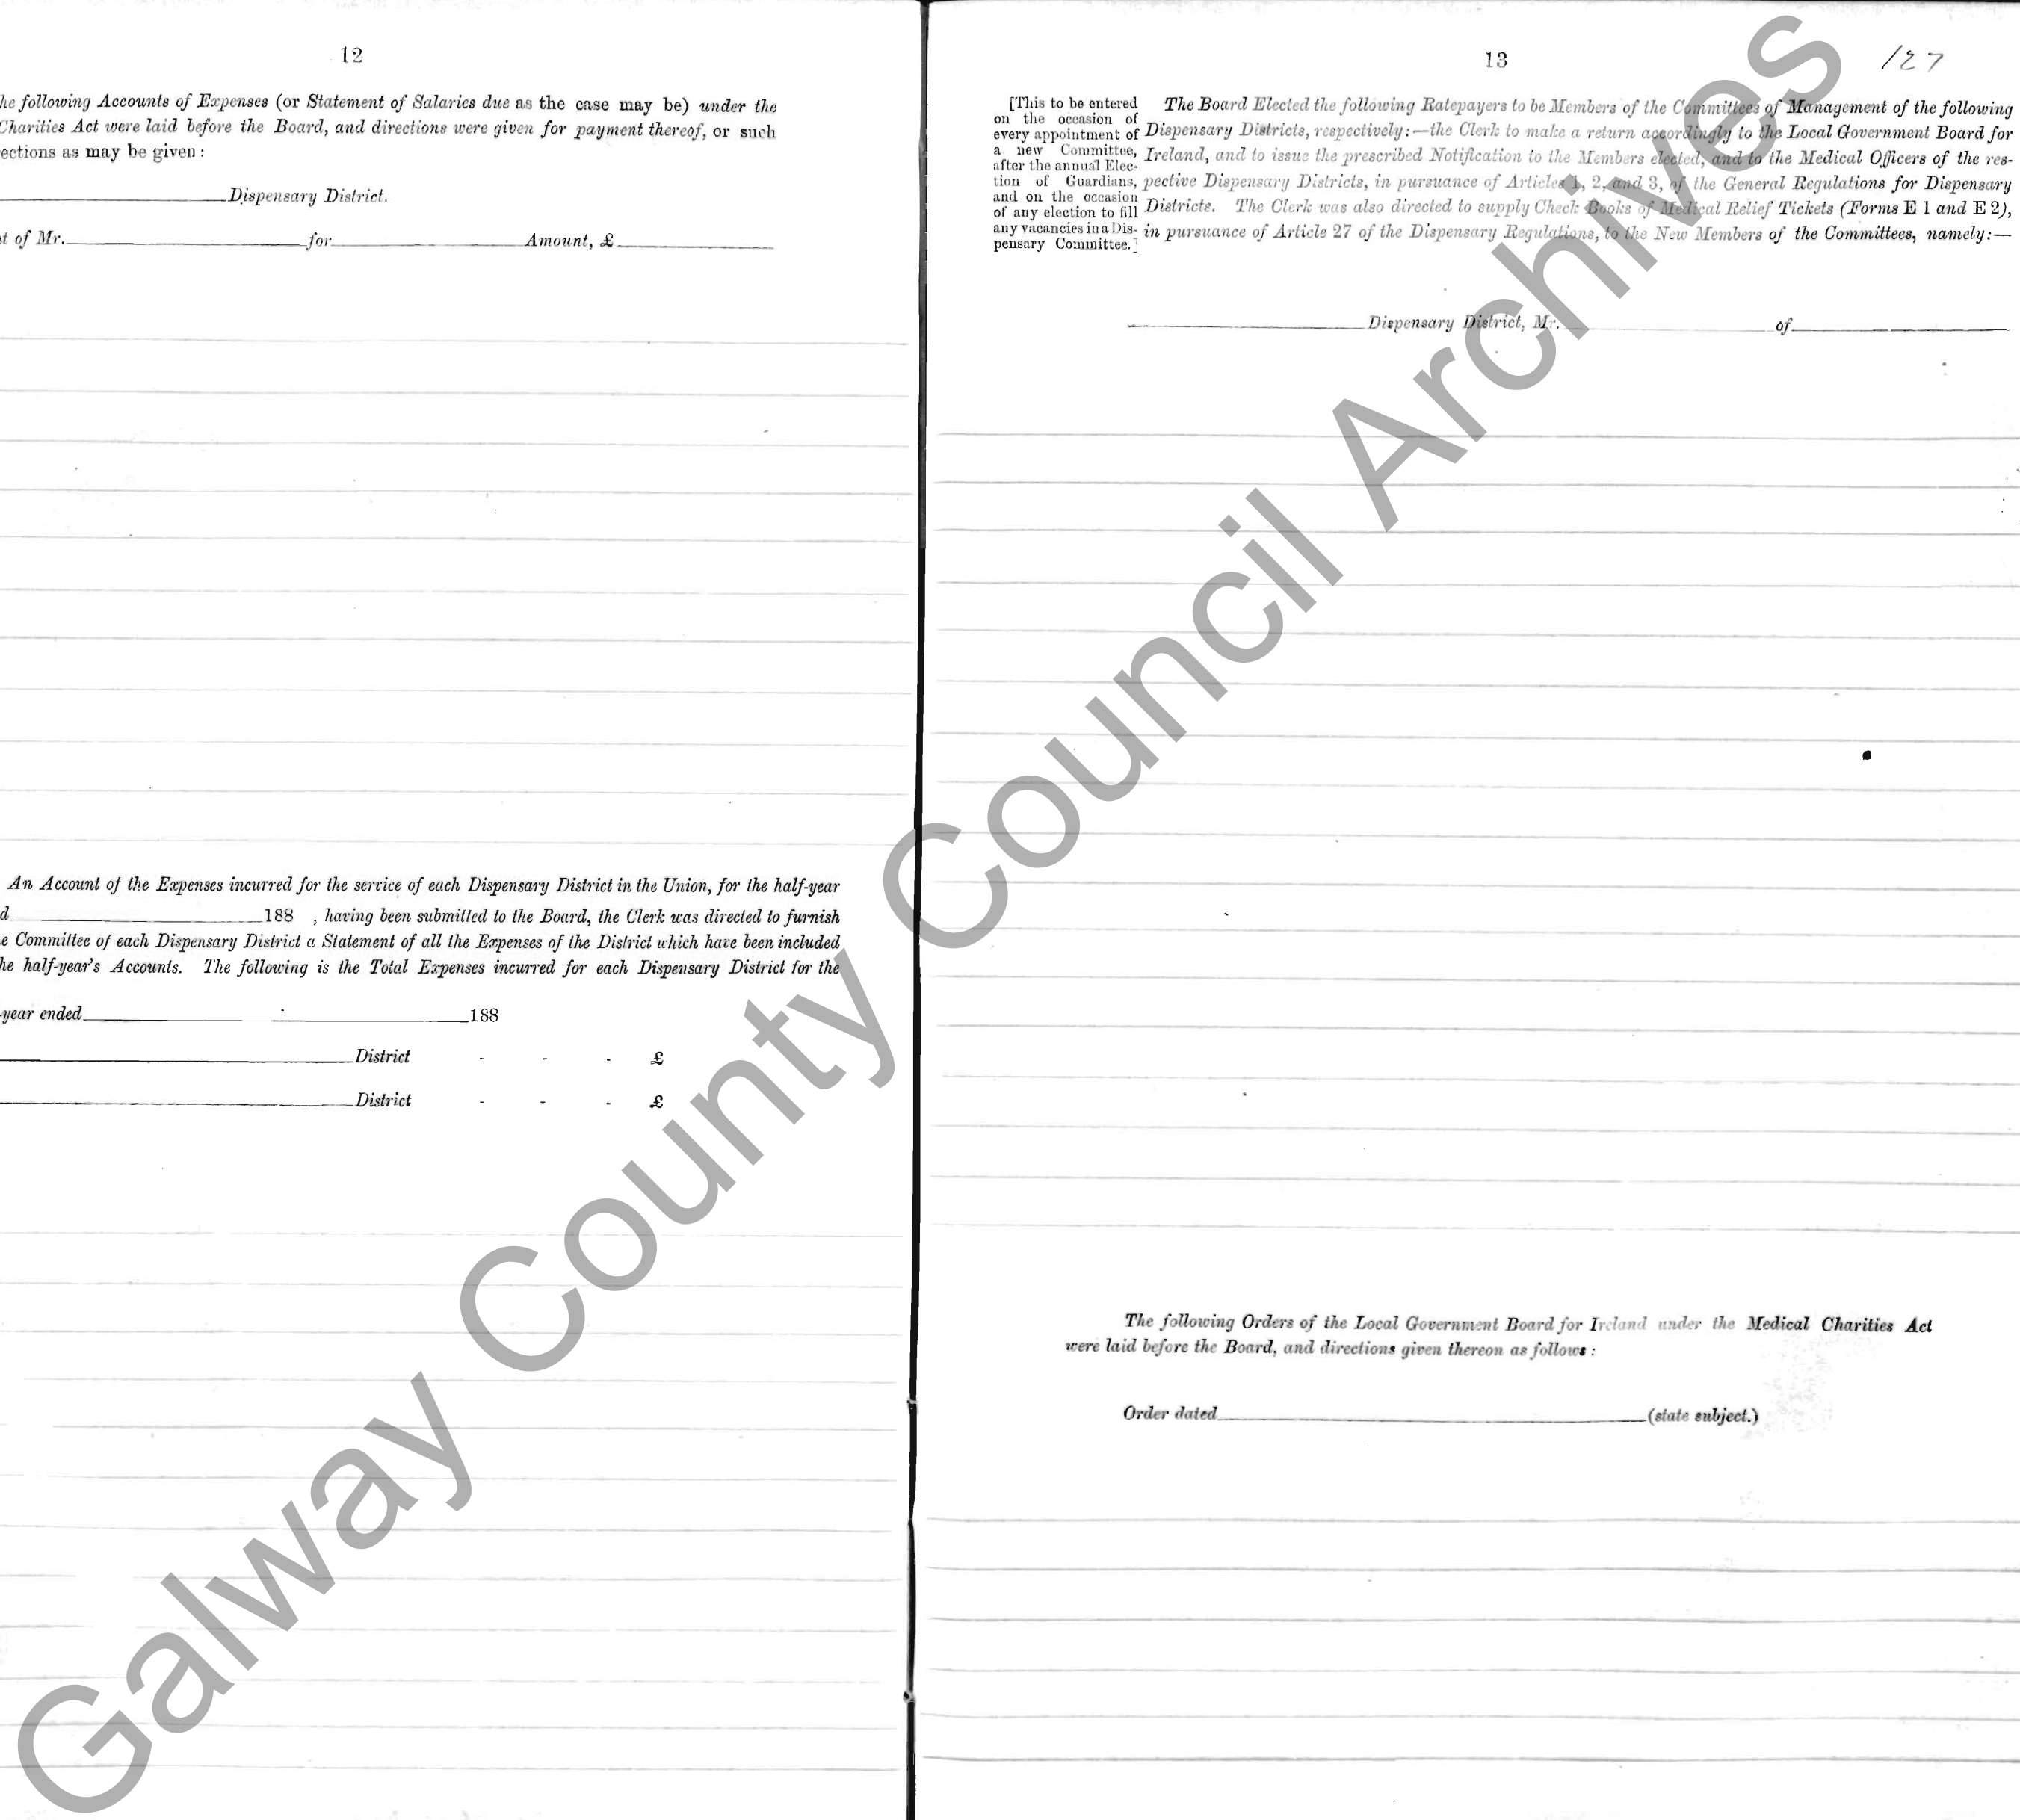 12
he following Accounts of Expenses (or Statement of Salaries due as the case may be) under the
Charities Act were laid before the Board, and directions were given for payment thereof, or such
ections as may be given :
Dispensary District.
t of Mr. for Amount, £
An Account of the Expenses incurred for the service of each Dispensary District in the Union, for the half-year
d 188 , having been submitted to the Board, the Clerk was directed to furnish
e Committee of each Dispensary District a Statement of all the Expenses of the District which have been included
he half-year's Accounts. The following is the Total Expenses incurred for each Dispensary District for the
-year ended 188
District - - - £
District - - - £
13
127
[This to be entered
on the occasion of
every appointment of
a new Committee,
after the annual Elec-
tion of Guardians,
and on the occasion
of any election to fill
any vacancies in a Dis-
pensary Committee.]
The Board Elected the following Ratepayers to be Members of the Committees of Management of the following
Dispensary Districts, respectively:—the Clerk to make a return accordingly to the Local Government Board for
Ireland, and to issue the prescribed Notification to the Members elected, and to the Medical Officers of the res-
pective Dispensary Districts, in pursuance of Articles 1, 2, and 3, of the General Regulations for Dispensary
Districts. The Clerk was also directed to supply Check Books of Medical Relief Tickets (Forms E 1 and E 2),
in pursuance of Article 27 of the Dispensary Regulations, to the New Members of the Committees, namely:—
Dispensary District, Mr. of
The following Orders of the Local Government Board for Ireland under the Medical Charities Act
were laid before the Board, and directions given thereon as follows :
Order dated (state subject.)
Galway County Council Archives